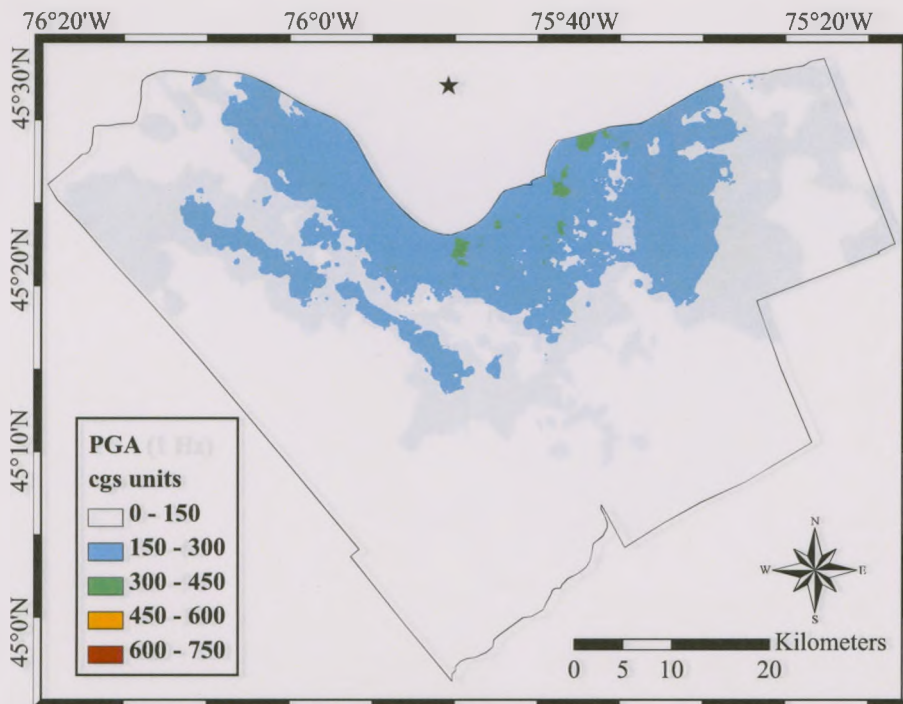 76°20'W 76°0'W 75°40'W 75°20'W
45°30'N
45°20'N
45°10'N
45°0'N
PGA (1 Hz)
cgs units
0 - 150
150 - 300
300 - 450
450 - 600
600 - 750
N
W E
S
Kilometers
0 5 10 20